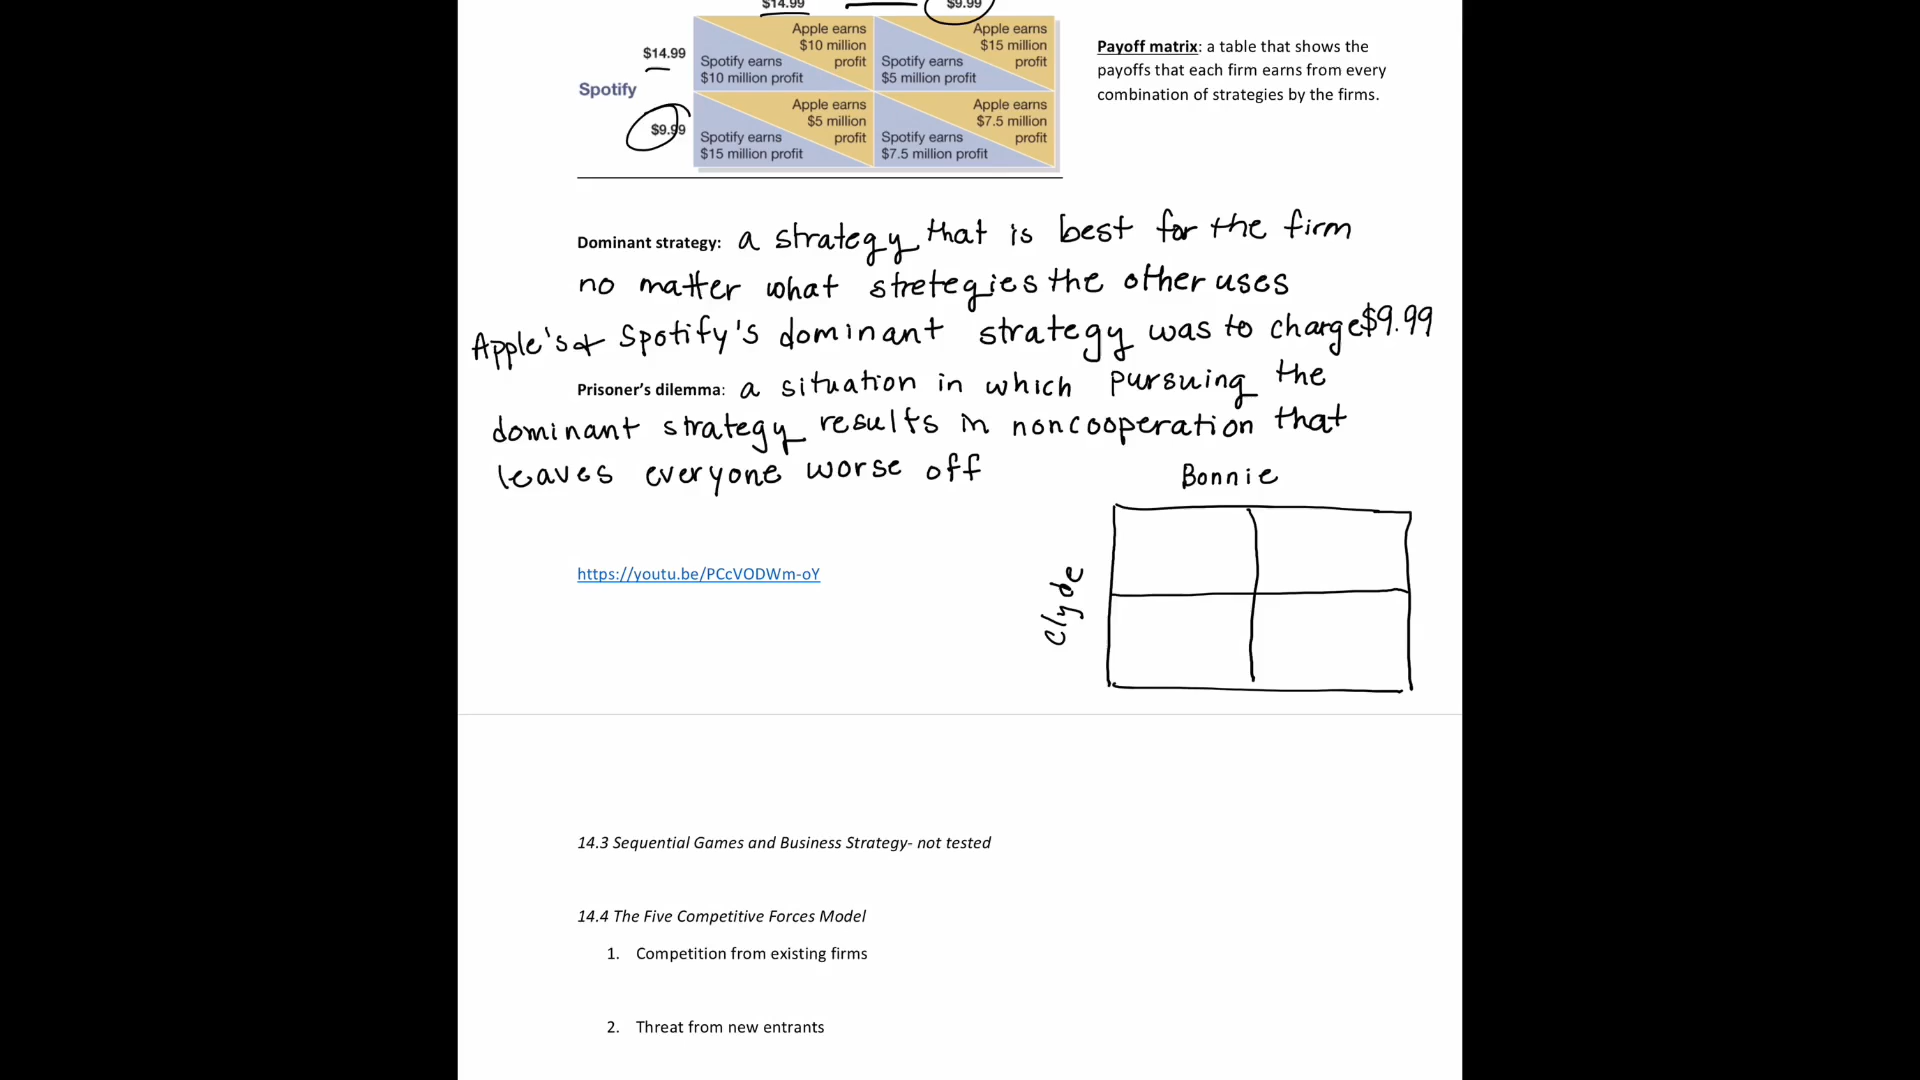 $14.99 $9.99
Apple earns Apple earns
$14.99 $10 million $15 million
Spotify earns profit Spotify earns profit
$10 million profit $5 million profit
Spotify
Apple earns Apple earns
$9.99 $5 million $7.5 million
Spotify earns profit Spotify earns profit
$15 million profit $7.5 million profit
Payoff matrix: a table that shows the
payoffs that each firm earns from every
combination of strategies by the firms.
Dominant strategy: a strategy that is best for the firm
no matter what stretegies the other uses
Apple's & Spotify's dominant strategy was to charge $9.99
Prisoner's dilemma: a situation in which pursuing the
dominant strategy results in noncooperation that
leaves everyone worse off
Bonnie
Clyde
https://youtu.be/PCcVODWm-oY
14.3 Sequential Games and Business Strategy- not tested
14.4 The Five Competitive Forces Model
1. Competition from existing firms
2. Threat from new entrants